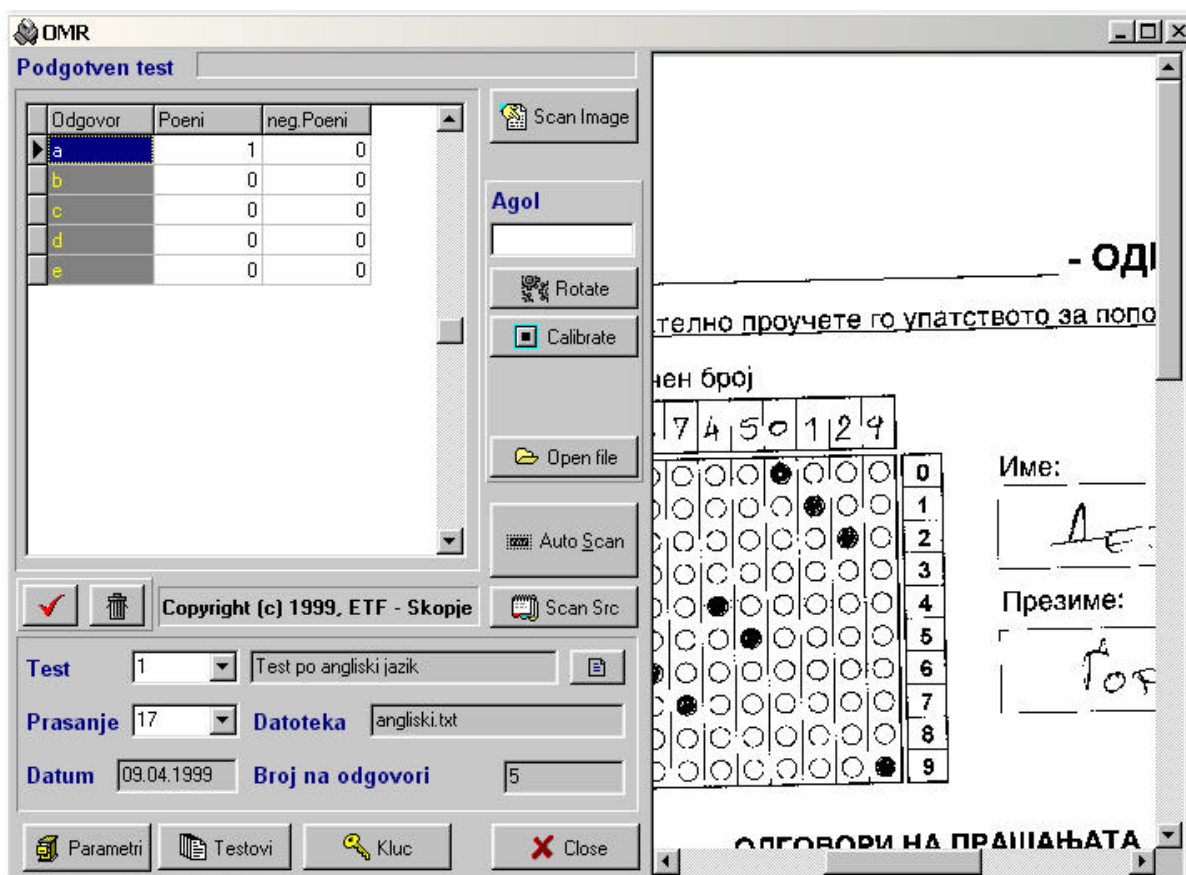 OMR
Podgotven test
Odgovor Poeni neg.Poeni
a 1 0
b 0 0
c 0 0
d 0 0
e 0 0
Scan Image
Agol
Rotate
Calibrate
Open file
Auto Scan
Scan Src
Copyright (c) 1999, ETF - Skopje
Test 1 Test po angliski jazik
Prasanje 17 Datoteka angliski.txt
Datum 09.04.1999 Broj na odgovori 5
Parametri Testovi Kluc Close
проучете го упатството за
број
7 4 5 0 1 2 9
0
1
2
3
4
5
6
7
8
9
Име:
Презиме:
ОДГОВОРИ НА ПРАШАЊАТА